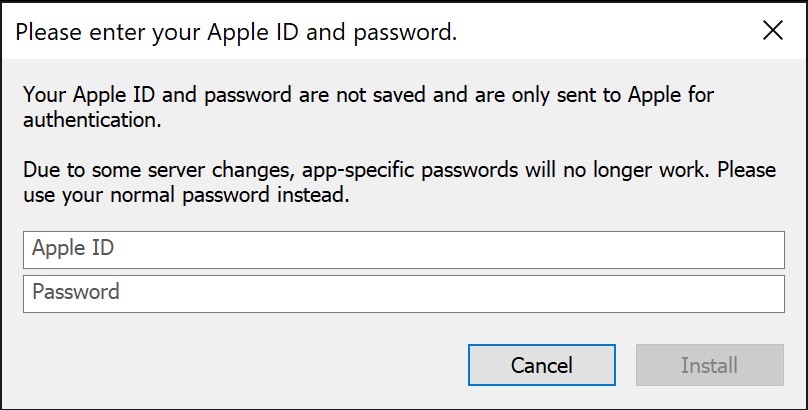 Please enter your Apple ID and password.
Your Apple ID and password are not saved and are only sent to Apple for
authentication.
Due to some server changes, app-specific passwords will no longer work. Please
use your normal password instead.
Apple ID
Password
Cancel
Install